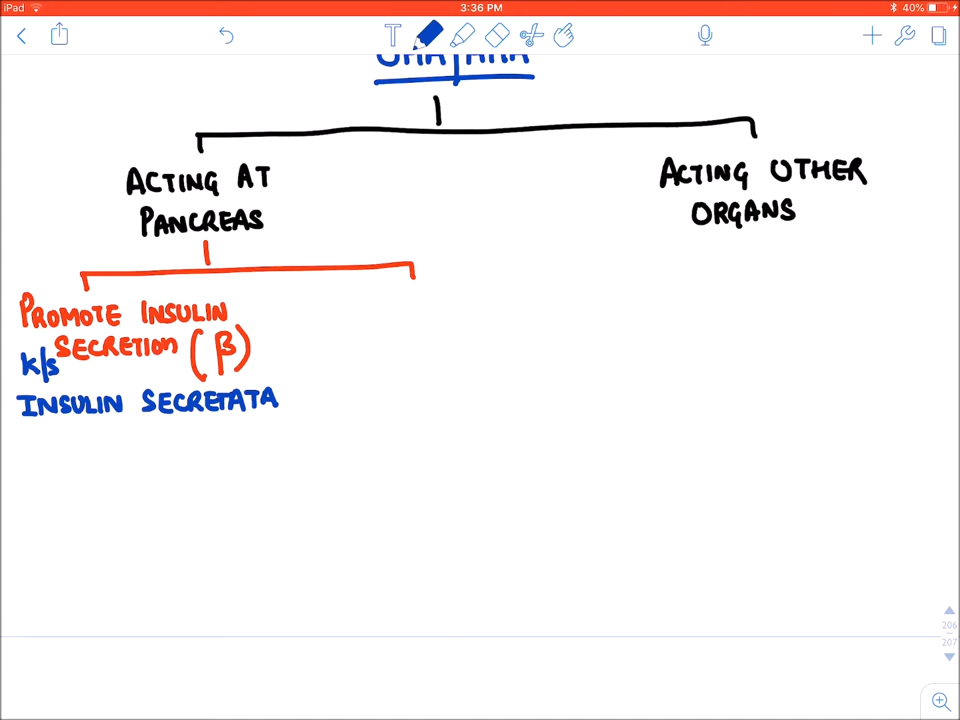 iPad 3:36 PM 40%
T
ACTING AT
PANCREAS
ACTING OTHER
ORGANS
PROMOTE INSULIN
SECRETION (β)
k/s
INSULIN SECRETATA
206
207